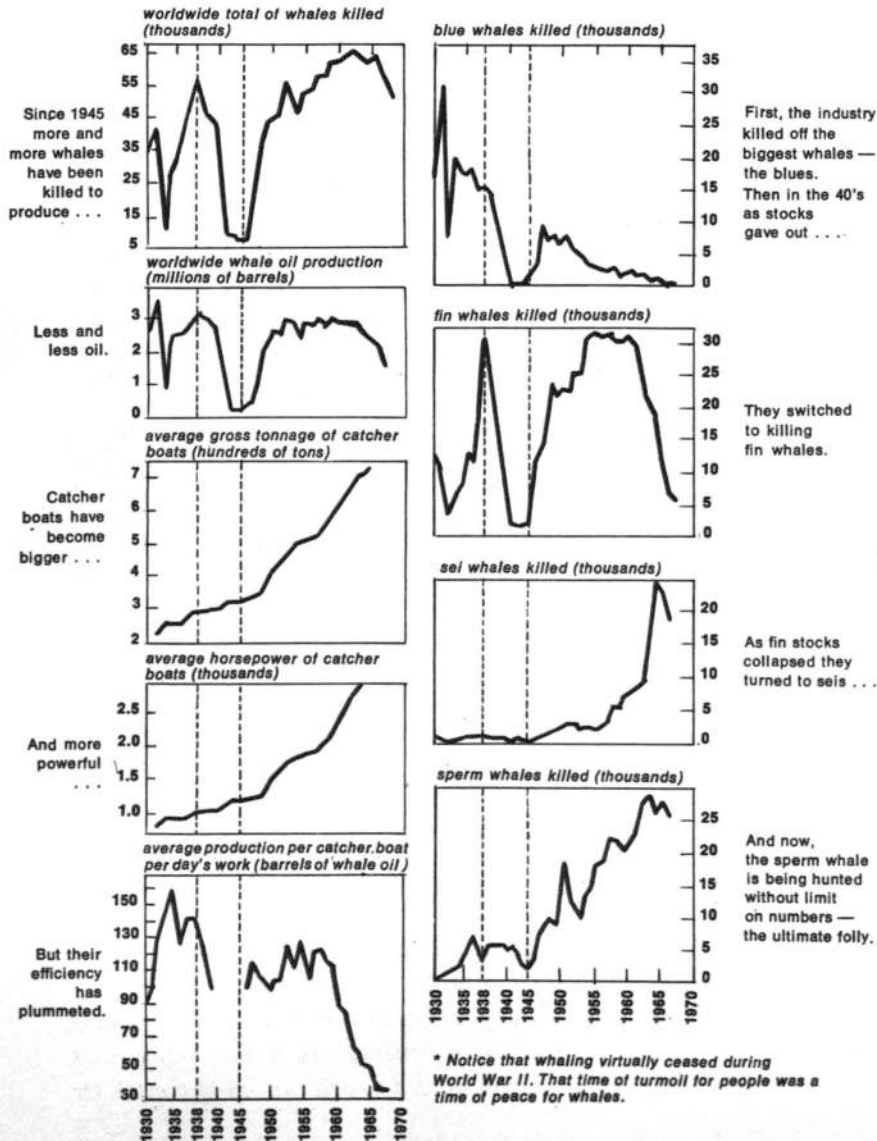 worldwide total of whales killed
(thousands)
65
55
45
35
25
15
5
Since 1945
more and
more whales
have been
killed to
produce . . .
worldwide whale oil production
(millions of barrels)
3
2
1
0
Less and
less oil.
average gross tonnage of catcher
boats (hundreds of tons)
7
6
5
4
3
2
Catcher
boats have
become
bigger . . .
average horsepower of catcher
boats (thousands)
2.5
2.0
1.5
1.0
And more
powerful
. . .
average production per catcher boat
per day's work (barrels of whale oil)
150
130
110
90
70
50
30
But their
efficiency
has
plummeted.
1930
1935
1938
1940
1945
1950
1955
1960
1965
1970
blue whales killed (thousands)
35
30
25
20
15
10
5
0
First, the industry
killed off the
biggest whales —
the blues.
Then in the 40's
as stocks
gave out . . .
fin whales killed (thousands)
30
25
20
15
10
5
0
They switched
to killing
fin whales.
sei whales killed (thousands)
20
15
10
5
0
As fin stocks
collapsed they
turned to seis . . .
sperm whales killed (thousands)
25
20
15
10
5
0
And now,
the sperm whale
is being hunted
without limit
on numbers —
the ultimate folly.
1930
1935
1938
1945
1950
1955
1960
1965
1970
* Notice that whaling virtually ceased during
World War II. That time of turmoil for people was a
time of peace for whales.